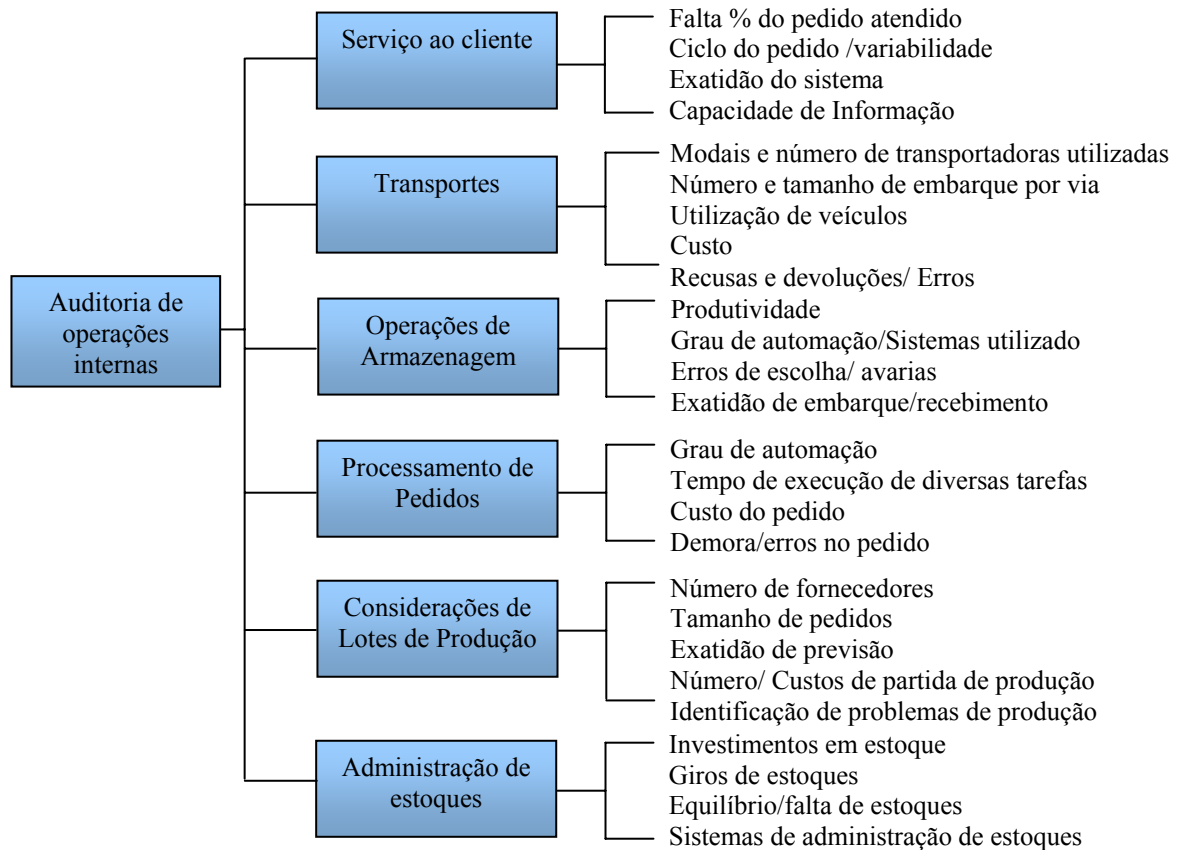 Auditoria de
operações
internas
Serviço ao cliente
Falta % do pedido atendido
Ciclo do pedido /variabilidade
Exatidão do sistema
Capacidade de Informação
Transportes
Modais e número de transportadoras utilizadas
Número e tamanho de embarque por via
Utilização de veículos
Custo
Recusas e devoluções/ Erros
Operações de
Armazenagem
Produtividade
Grau de automação/Sistemas utilizado
Erros de escolha/ avarias
Exatidão de embarque/recebimento
Processamento de
Pedidos
Grau de automação
Tempo de execução de diversas tarefas
Custo do pedido
Demora/erros no pedido
Considerações de
Lotes de Produção
Número de fornecedores
Tamanho de pedidos
Exatidão de previsão
Número/ Custos de partida de produção
Identificação de problemas de produção
Administração de
estoques
Investimentos em estoque
Giros de estoques
Equilíbrio/falta de estoques
Sistemas de administração de estoques